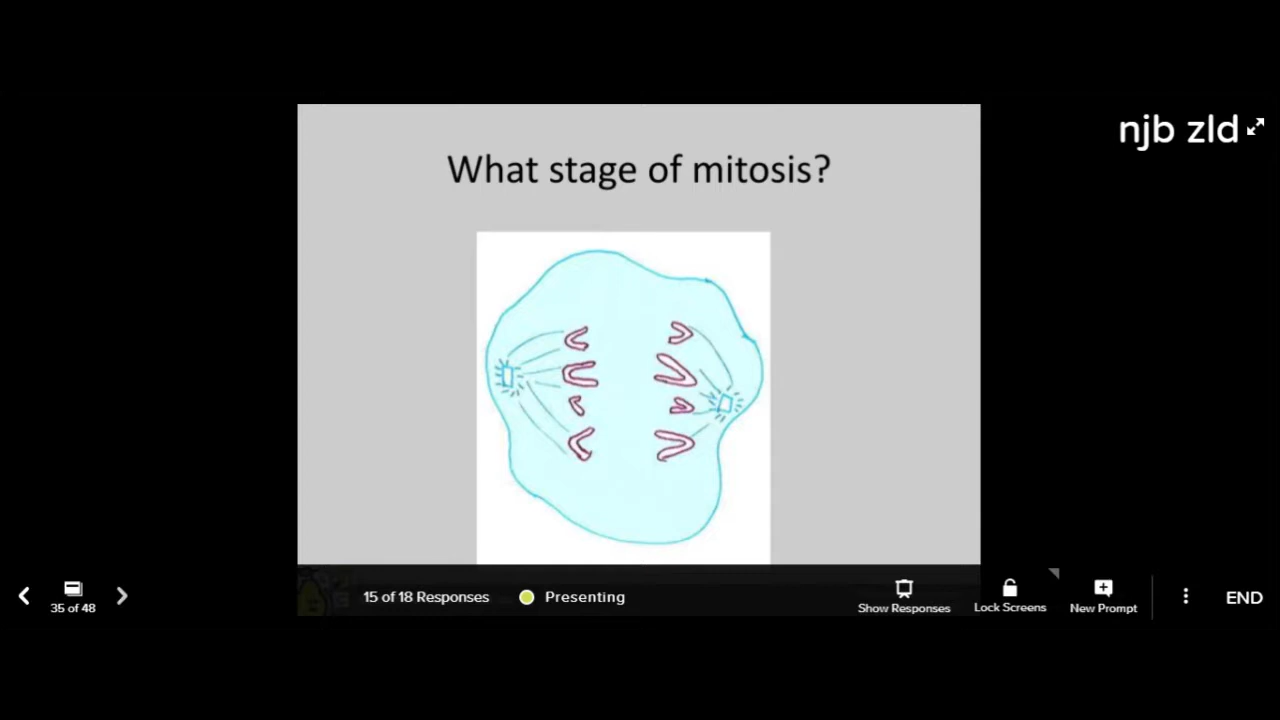 njb zld
What stage of mitosis?
15 of 18 Responses
Presenting
35 of 48
Show Responses
Lock Screens
New Prompt
END